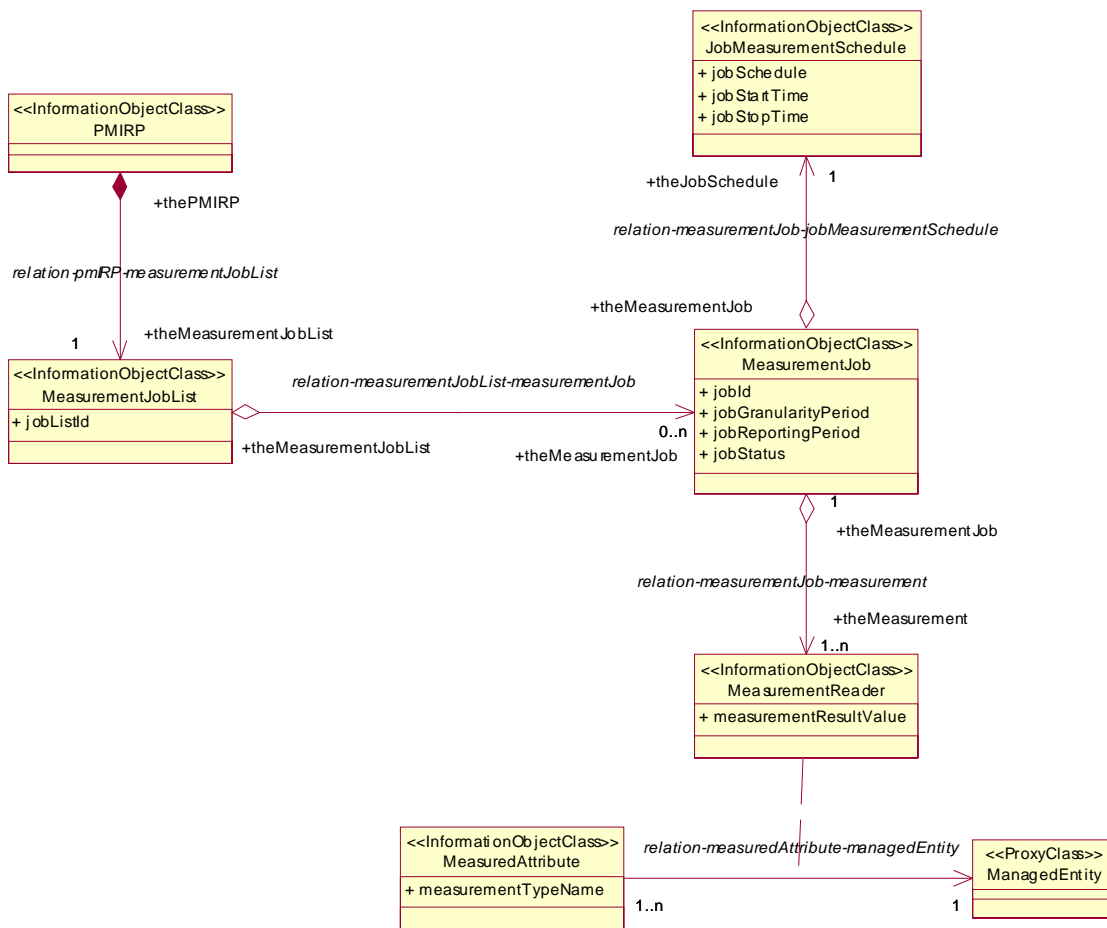 <<InformationObjectClass>>
JobMeasurementSchedule
+ jobSchedule
+ jobStartTime
+ jobStopTime
<<InformationObjectClass>>
PMIRP
+thePMIRP
+theJobSchedule
1
relation-measurementJob-jobMeasurementSchedule
relation-pmIRP-measurementJobList
+theMeasurementJob
+theMeasurementJobList
1
<<InformationObjectClass>>
MeasurementJobList
+ jobListId
relation-measurementJobList-measurementJob
+theMeasurementJobList
0..n
+theMeasurementJob
<<InformationObjectClass>>
MeasurementJob
+ jobId
+ jobGranularityPeriod
+ jobReportingPeriod
+ jobStatus
1
+theMeasurementJob
relation-measurementJob-measurement
+theMeasurement
1..n
<<InformationObjectClass>>
MeasurementReader
+ measurementResultValue
<<InformationObjectClass>>
MeasuredAttribute
+ measurementTypeName
relation-measuredAttribute-managedEntity
1..n
1
<<ProxyClass>>
ManagedEntity